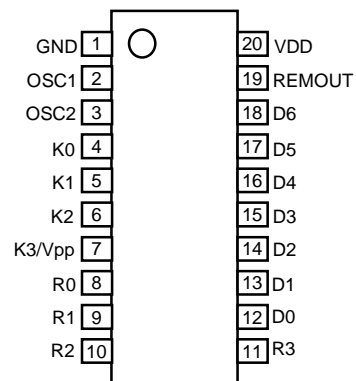 GND 1 20 VDD
OSC1 2 19 REMOUT
OSC2 3 18 D6
K0 4 17 D5
K1 5 16 D4
K2 6 15 D3
K3/Vpp 7 14 D2
R0 8 13 D1
R1 9 12 D0
R2 10 11 R3